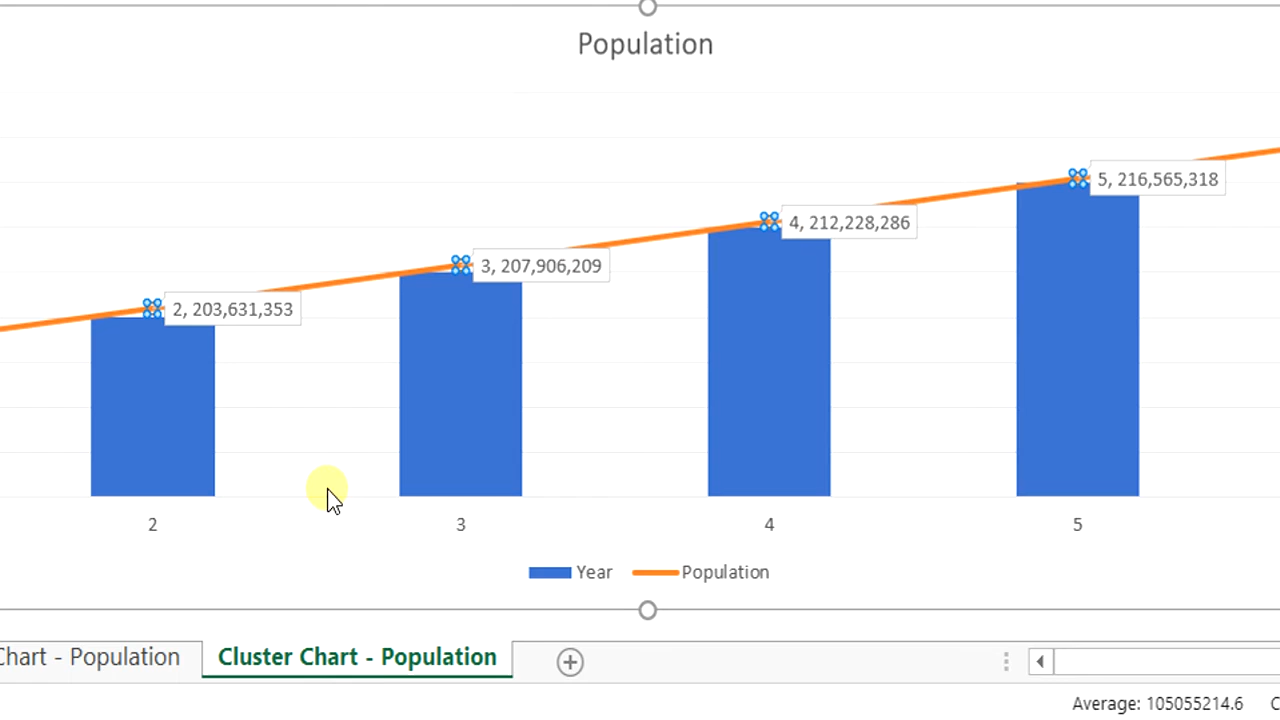 Population
5, 216,565,318
4, 212,228,286
3, 207,906,209
2, 203,631,353
2 3 4 5
Year Population
Chart - Population Cluster Chart - Population
Average: 105055214.6